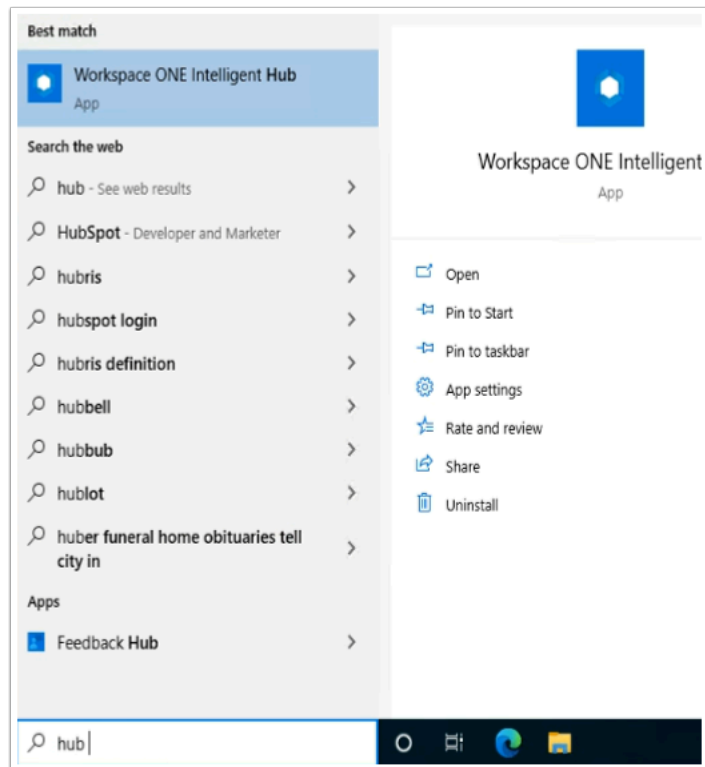 Best match
Workspace ONE Intelligent Hub
App
Search the web
hub - See web results
HubSpot - Developer and Marketer
hubris
hubspot login
hubris definition
hubbell
hubbub
hublot
huber funeral home obituaries tell
city in
Apps
Feedback Hub
hub
Workspace ONE Intelligent
App
Open
Pin to Start
Pin to taskbar
App settings
Rate and review
Share
Uninstall